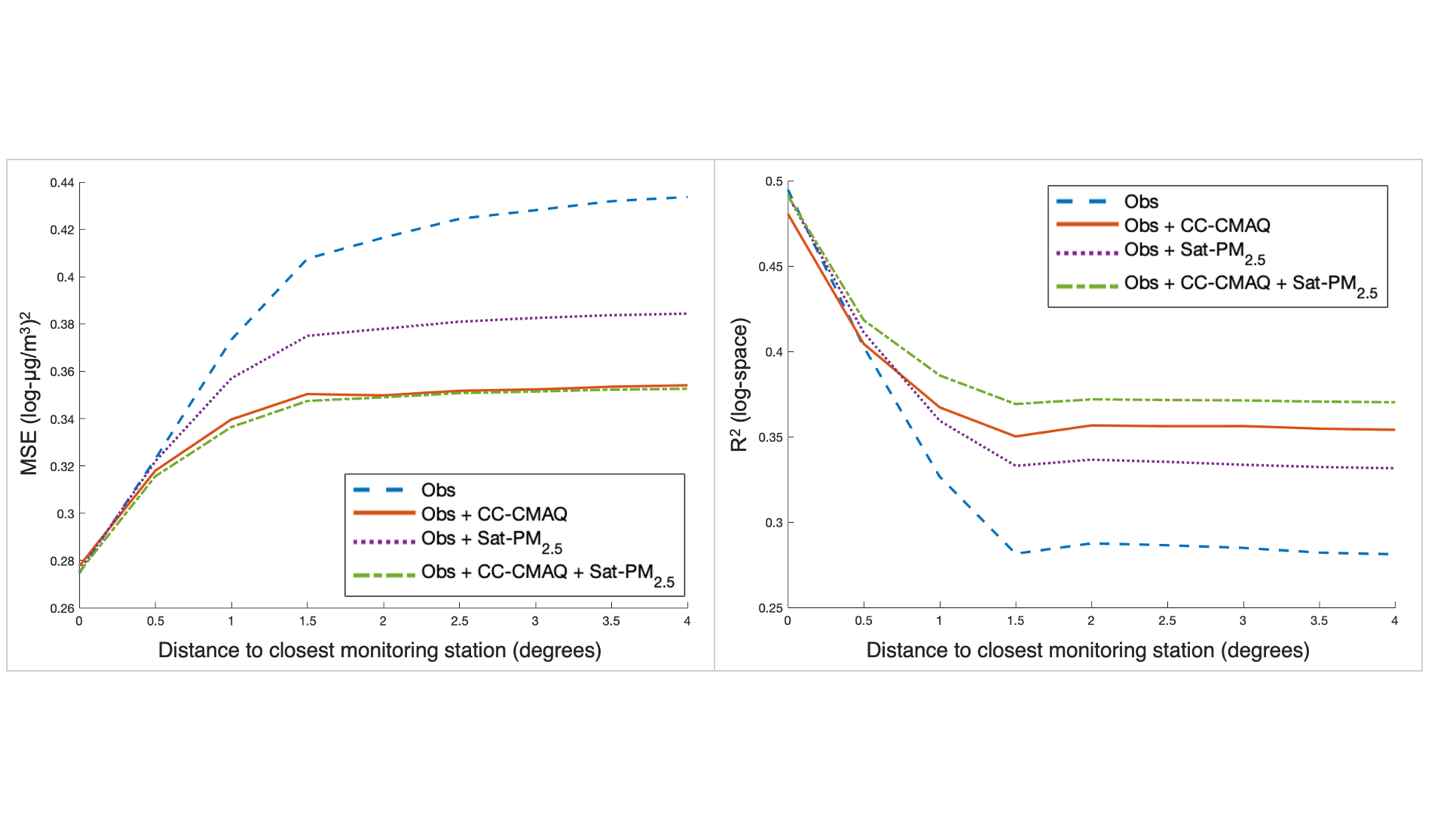 0.44
0.42
0.4
0.38
0.36
0.34
0.32
0.3
0.28
0.26
MSE (log-µg/m³)²
0 0.5 1 1.5 2 2.5 3 3.5 4
Distance to closest monitoring station (degrees)
Obs
Obs + CC-CMAQ
Obs + Sat-PM2.5
Obs + CC-CMAQ + Sat-PM2.5
0.5
0.45
0.4
0.35
0.3
0.25
R² (log-space)
0 0.5 1 1.5 2 2.5 3 3.5 4
Distance to closest monitoring station (degrees)
Obs
Obs + CC-CMAQ
Obs + Sat-PM2.5
Obs + CC-CMAQ + Sat-PM2.5